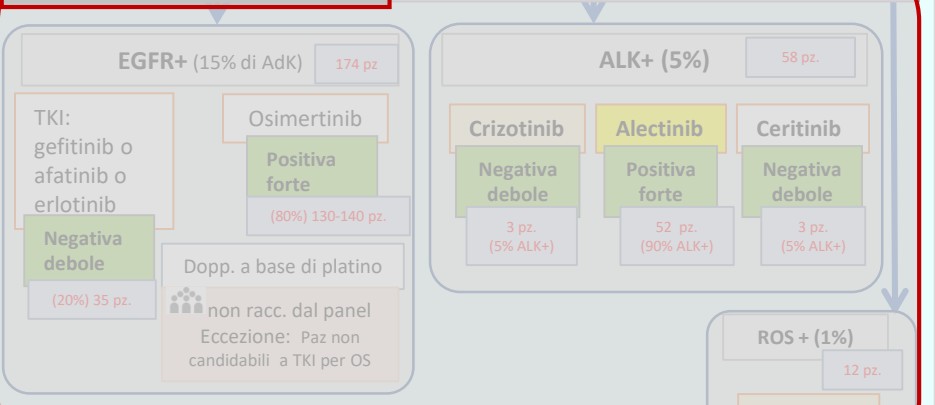 EGFR+ (15% di AdK)
174 pz
TKI:
gefitinib o
afatinib o
erlotinib
Negativa
debole
(20%) 35 pz.
Osimertinib
Positiva
forte
(80%) 130-140 pz.
Dopp. a base di platino
non racc. dal panel
Eccezione: Paz non
candidabili a TKI per OS
ALK+ (5%)
58 pz.
Crizotinib
Negativa
debole
3 pz.
(5% ALK+)
Alectinib
Positiva
forte
52 pz.
(90% ALK+)
Ceritinib
Negativa
debole
3 pz.
(5% ALK+)
ROS + (1%)
12 pz.